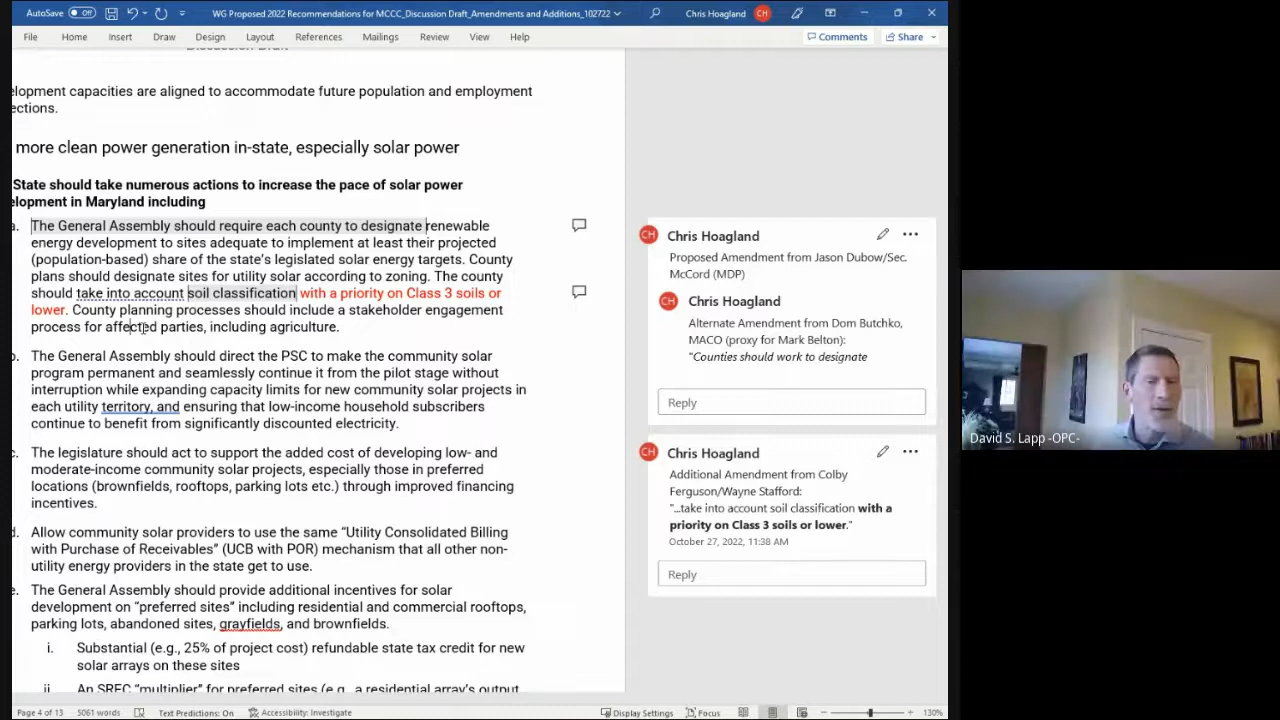 AutoSave Off
WG Proposed 2022 Recommendations for MCCC_Discussion Draft_Amendments and Additions_102722
Chris Hoagland CH
File Home Insert Draw Design Layout References Mailings Review View Help
Comments Share
Discussion Draft
elopment capacities are aligned to accommodate future population and employment
ections.
more clean power generation in-state, especially solar power
State should take numerous actions to increase the pace of solar power
elopment in Maryland including
a. The General Assembly should require each county to designate renewable
energy development to sites adequate to implement at least their projected
(population-based) share of the state's legislated solar energy targets. County
plans should designate sites for utility solar according to zoning. The county
should take into account soil classification with a priority on Class 3 soils or
lower. County planning processes should include a stakeholder engagement
process for affected parties, including agriculture.
b. The General Assembly should direct the PSC to make the community solar
program permanent and seamlessly continue it from the pilot stage without
interruption while expanding capacity limits for new community solar projects in
each utility territory, and ensuring that low-income household subscribers
continue to benefit from significantly discounted electricity.
c. The legislature should act to support the added cost of developing low- and
moderate-income community solar projects, especially those in preferred
locations (brownfields, rooftops, parking lots etc.) through improved financing
incentives.
d. Allow community solar providers to use the same "Utility Consolidated Billing
with Purchase of Receivables" (UCB with POR) mechanism that all other non-
utility energy providers in the state get to use.
e. The General Assembly should provide additional incentives for solar
development on "preferred sites" including residential and commercial rooftops,
parking lots, abandoned sites, grayfields, and brownfields.
i. Substantial (e.g., 25% of project cost) refundable state tax credit for new
solar arrays on these sites
ii. An SREC "multiplier" for preferred sites (e.g., a residential array's output
CH Chris Hoagland
Proposed Amendment from Jason Dubow/Sec.
McCord (MDP)
CH Chris Hoagland
Alternate Amendment from Dom Butchko,
MACO (proxy for Mark Belton):
"Counties should work to designate
Reply
CH Chris Hoagland
Additional Amendment from Colby
Ferguson/Wayne Stafford:
"...take into account soil classification with a
priority on Class 3 soils or lower."
October 27, 2022, 11:38 AM
Reply
David S. Lapp -OPC-
Page 4 of 13 5061 words Text Predictions: On Accessibility: Investigate Display Settings Focus 130%